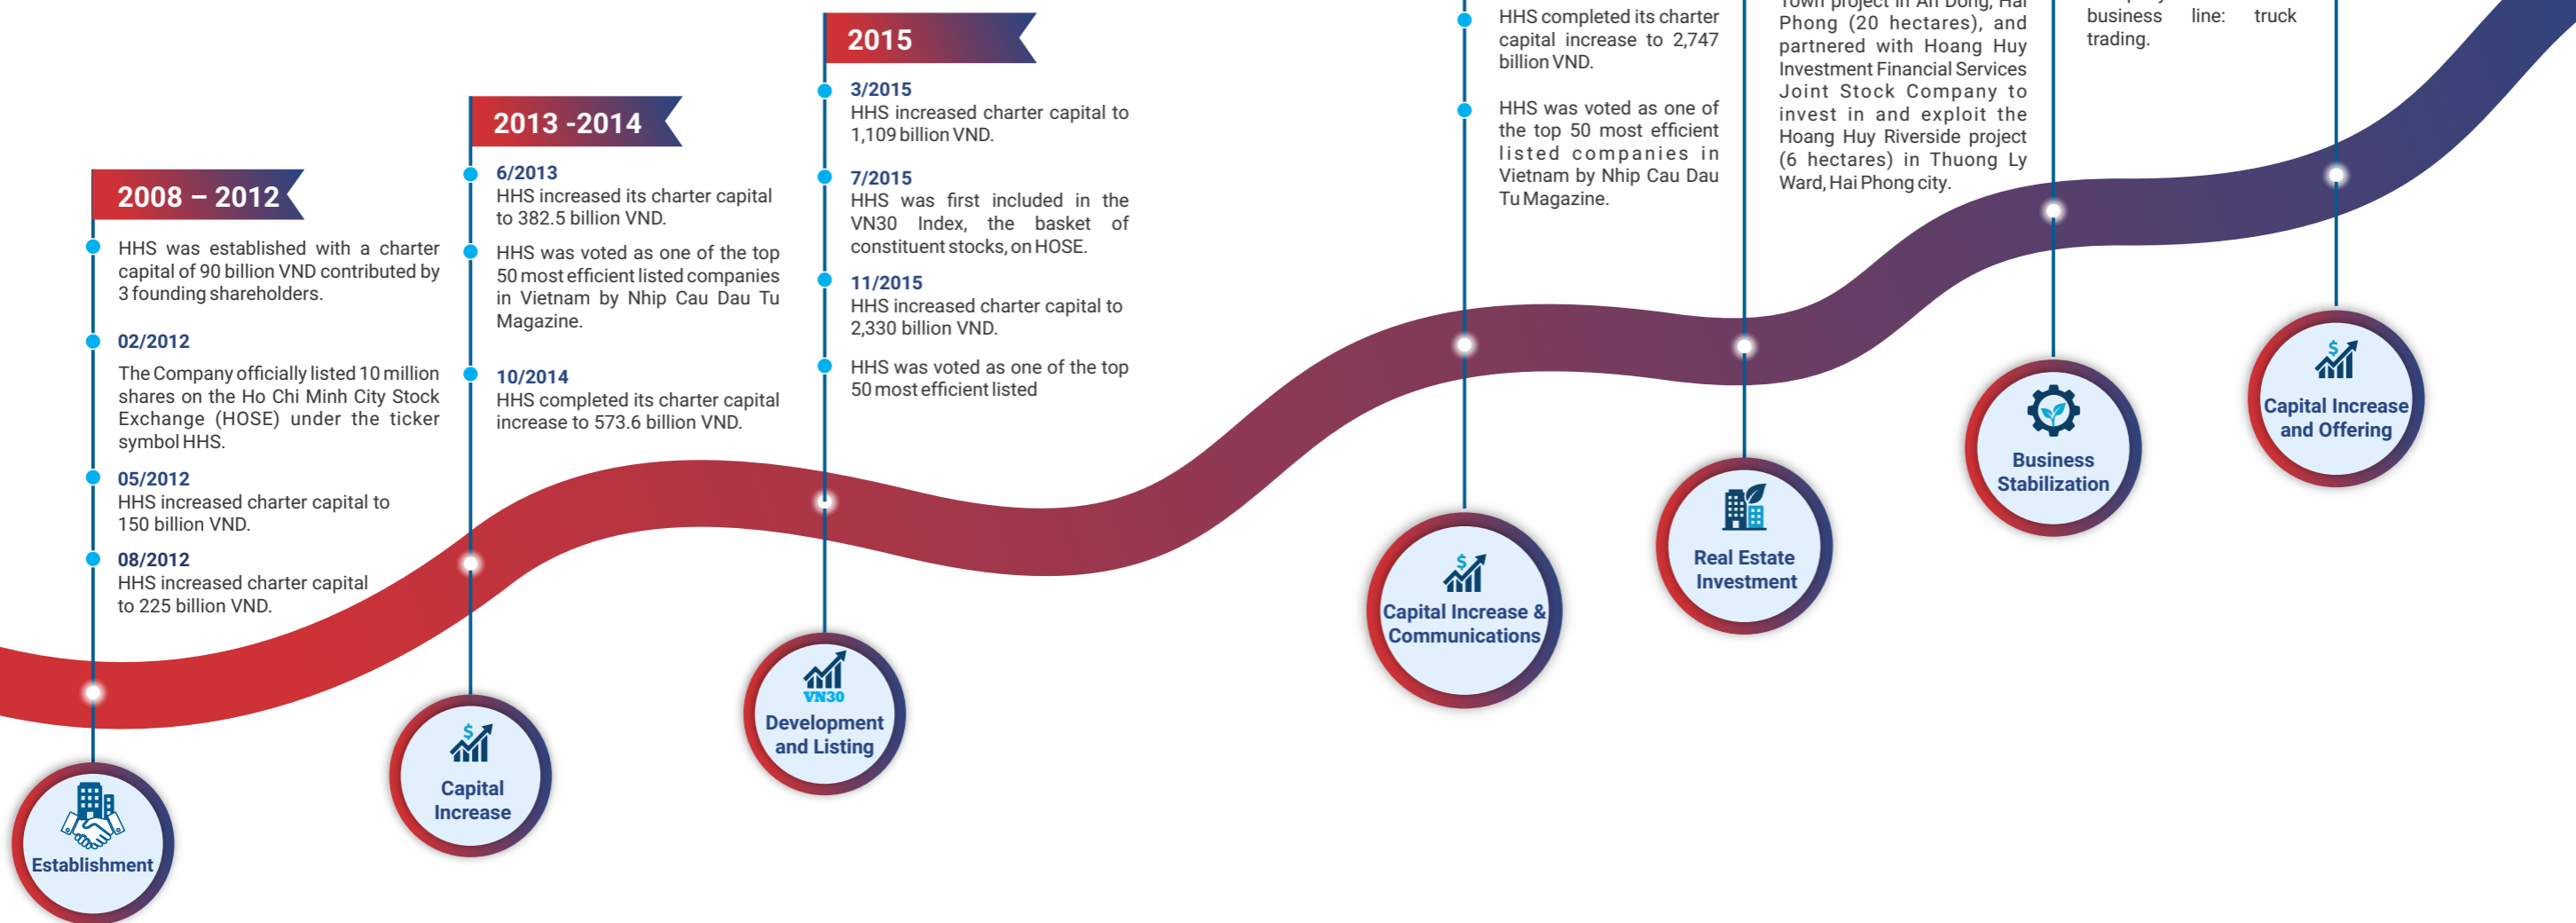 2008 – 2012
HHS was established with a charter
capital of 90 billion VND contributed by
3 founding shareholders.
02/2012
The Company officially listed 10 million
shares on the Ho Chi Minh City Stock
Exchange (HOSE) under the ticker
symbol HHS.
05/2012
HHS increased charter capital to
150 billion VND.
08/2012
HHS increased charter capital
to 225 billion VND.
Establishment
2013 -2014
6/2013
HHS increased its charter capital
to 382.5 billion VND.
HHS was voted as one of the top
50 most efficient listed companies
in Vietnam by Nhip Cau Dau Tu
Magazine.
10/2014
HHS completed its charter capital
increase to 573.6 billion VND.
Capital
Increase
2015
3/2015
HHS increased charter capital to
1,109 billion VND.
7/2015
HHS was first included in the
VN30 Index, the basket of
constituent stocks, on HOSE.
11/2015
HHS increased charter capital to
2,330 billion VND.
HHS was voted as one of the top
50 most efficient listed
VN30
Development
and Listing
HHS completed its charter
capital increase to 2,747
billion VND.
HHS was voted as one of
the top 50 most efficient
listed companies in
Vietnam by Nhip Cau Dau
Tu Magazine.
$
Capital Increase &
Communications
Town project in An Dong, Hai
Phong (20 hectares), and
partnered with Hoang Huy
Investment Financial Services
Joint Stock Company to
invest in and exploit the
Hoang Huy Riverside project
(6 hectares) in Thuong Ly
Ward, Hai Phong city.
Real Estate
Investment
business line: truck
trading.
Business
Stabilization
$
Capital Increase
and Offering